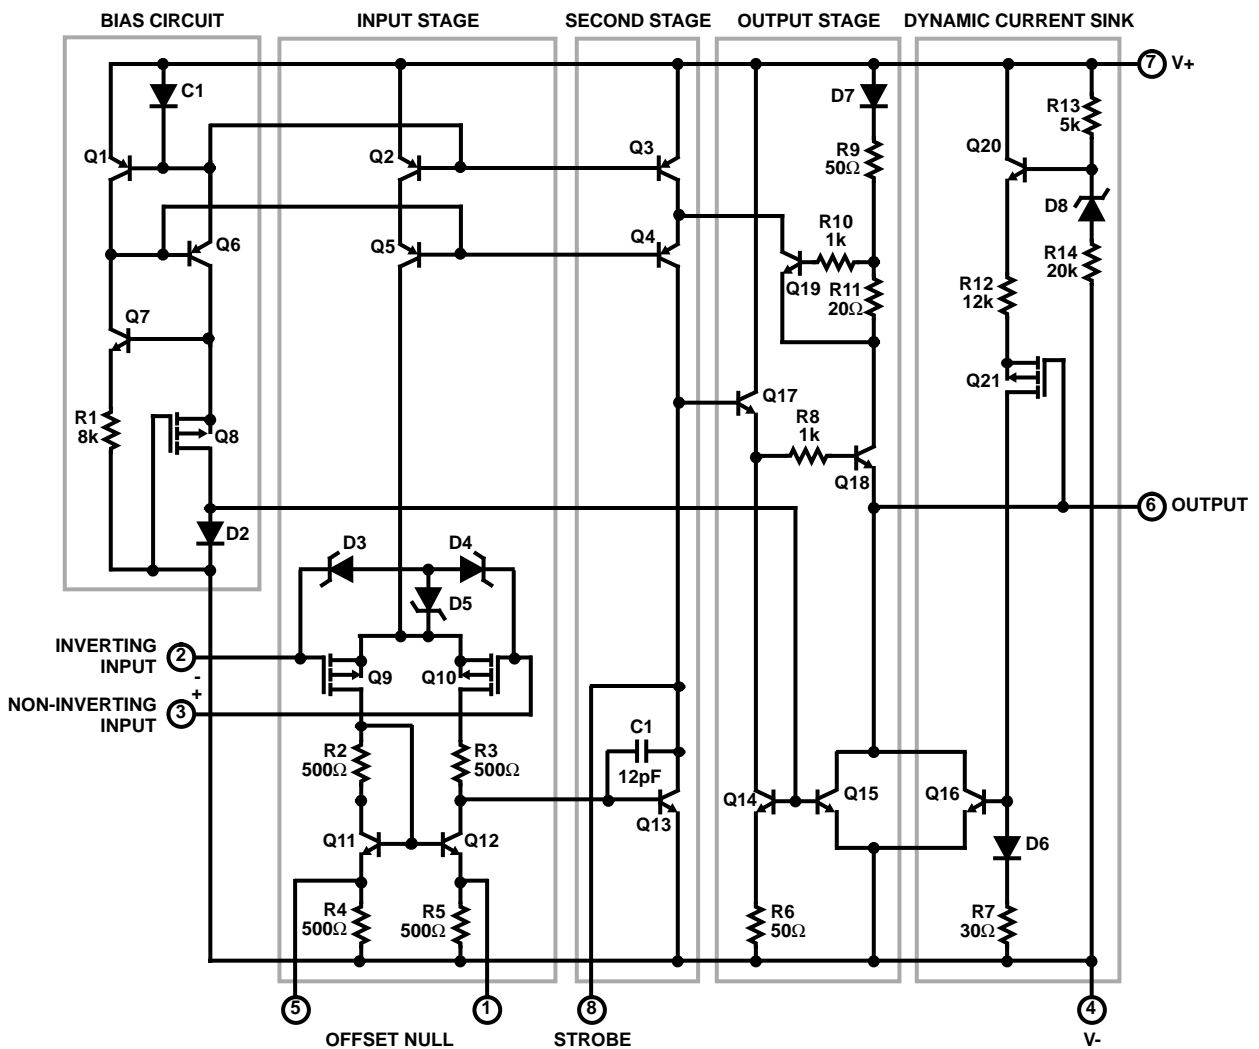 BIAS CIRCUIT
INPUT STAGE
SECOND STAGE
OUTPUT STAGE
DYNAMIC CURRENT SINK
7 V+
C1
D7
R13
5k
Q1
Q2
Q3
R9
50Ω
Q20
D8
Q6
Q5
Q4
R10
1k
Q19
R11
20Ω
R14
20k
R12
12k
Q7
Q17
Q21
R1
8k
Q8
R8
1k
Q18
6 OUTPUT
D2
D3
D4
D5
INVERTING
INPUT
2
-
+
NON-INVERTING
INPUT
3
Q9
Q10
R2
500Ω
R3
500Ω
C1
12pF
Q13
Q14
Q15
Q16
Q11
Q12
D6
R4
500Ω
R5
500Ω
R6
50Ω
R7
30Ω
5
1
8
4
OFFSET NULL
STROBE
V-